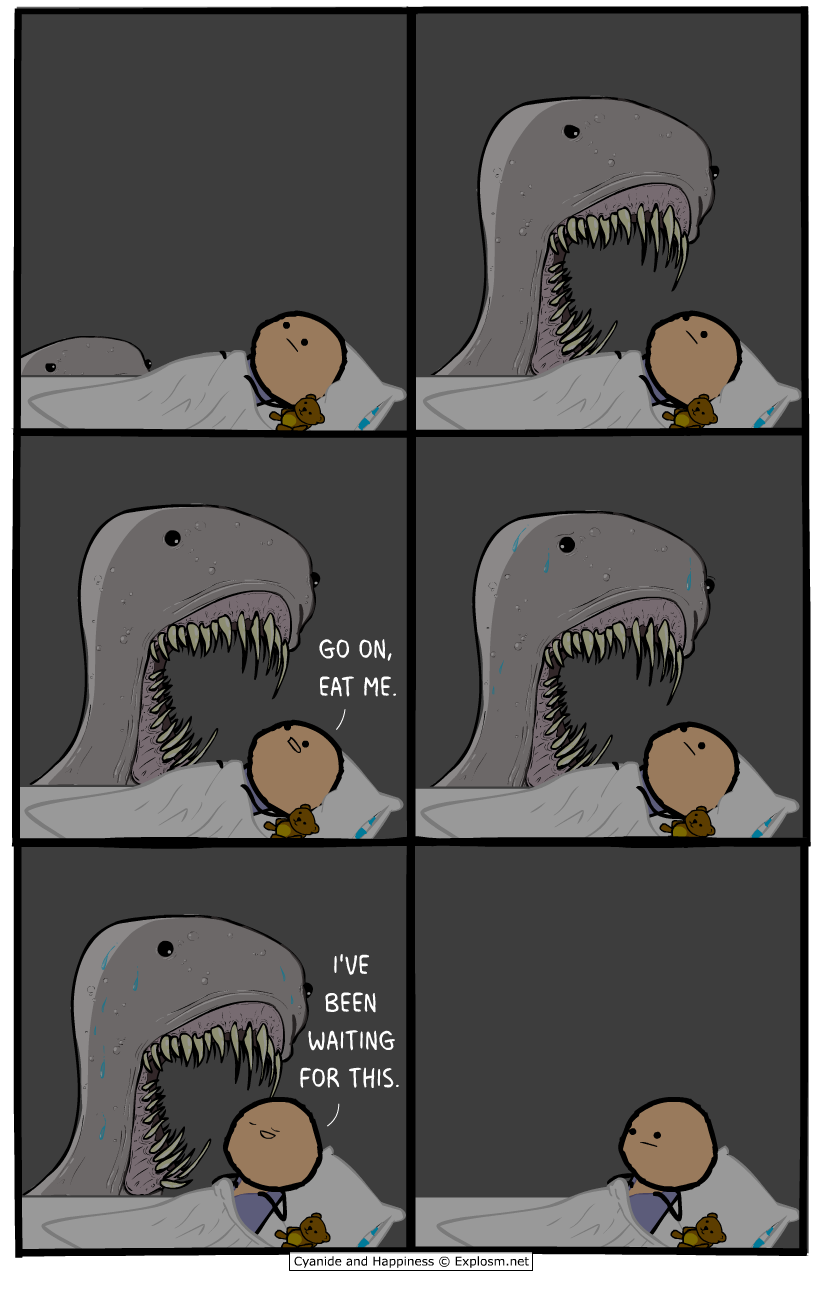 GO ON,
EAT ME.
I'VE
BEEN
WAITING
FOR THIS.
Cyanide and Happiness © Explosm.net